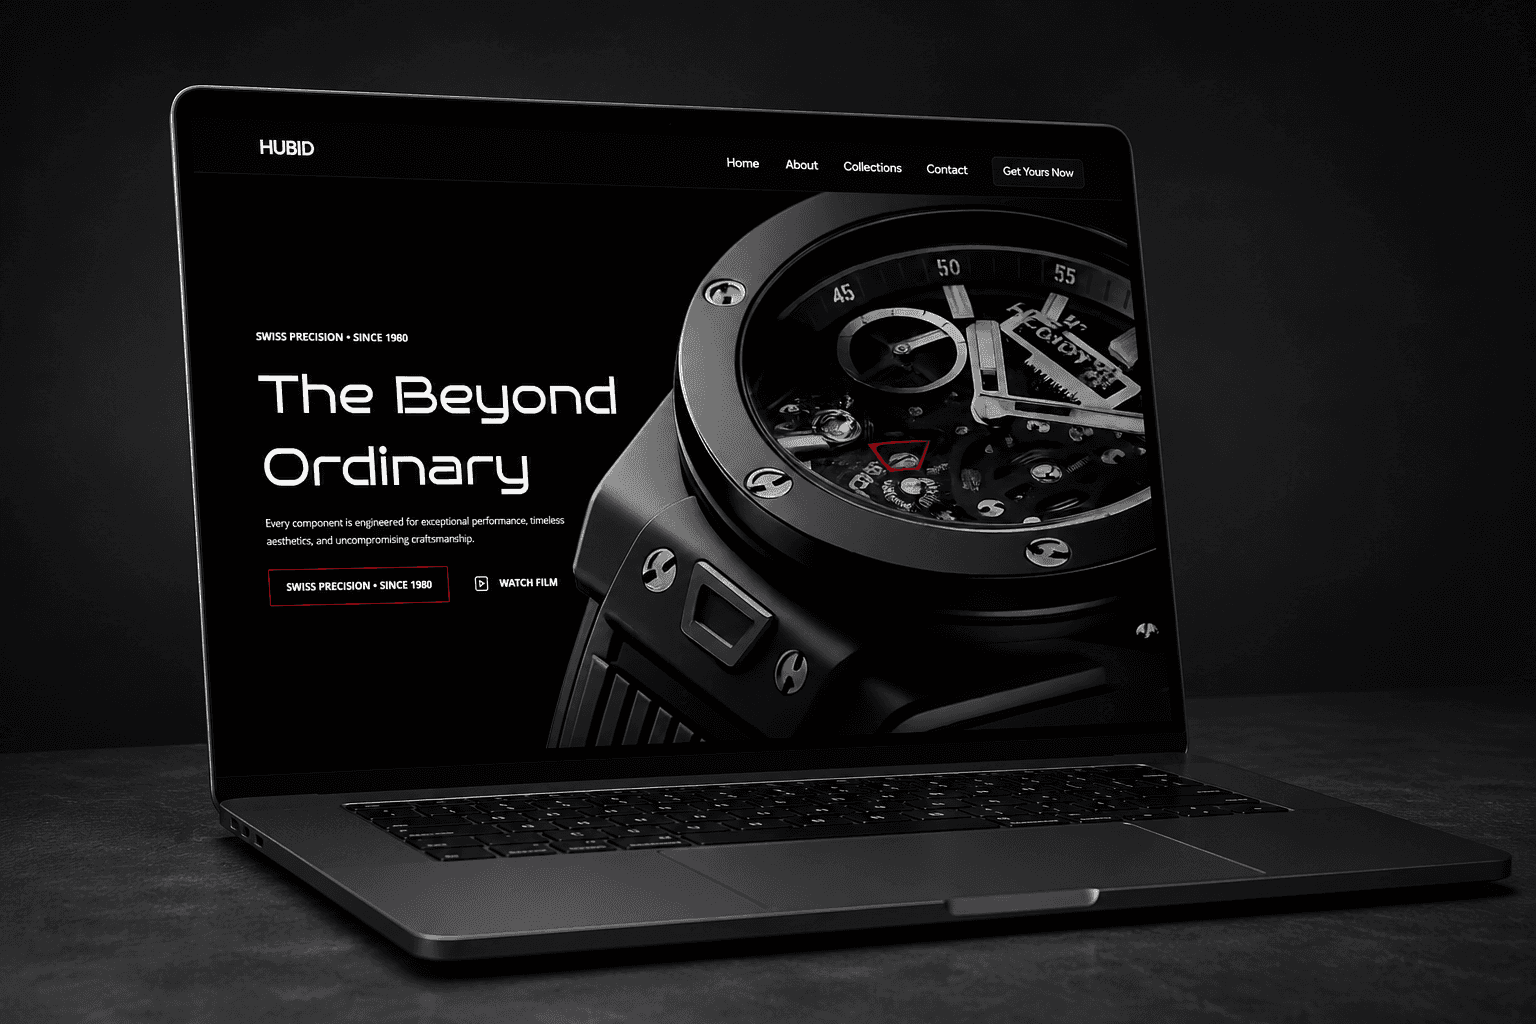 HUBID
Home About Collections Contact Get Yours Now
SWISS PRECISION • SINCE 1980
The Beyond
Ordinary
Every component is engineered for exceptional performance, timeless
aesthetics, and uncompromising craftsmanship.
SWISS PRECISION • SINCE 1980
WATCH FILM
45 50 55